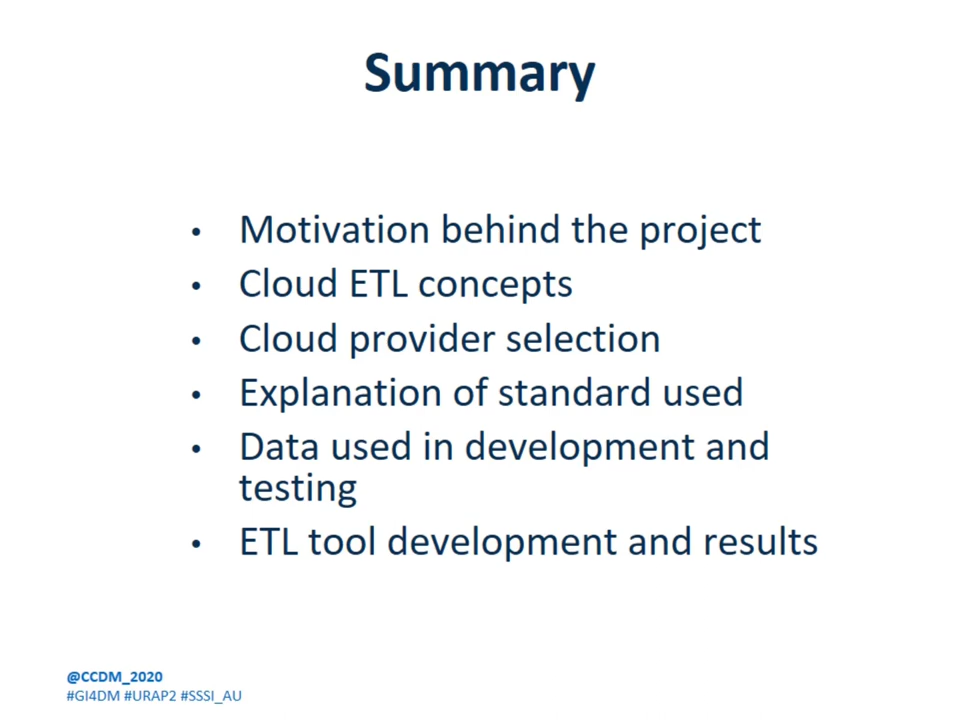 Summary
• Motivation behind the project
• Cloud ETL concepts
• Cloud provider selection
• Explanation of standard used
• Data used in development and
testing
• ETL tool development and results
@CCDM_2020
#GI4DM #URAP2 #SSSI_AU